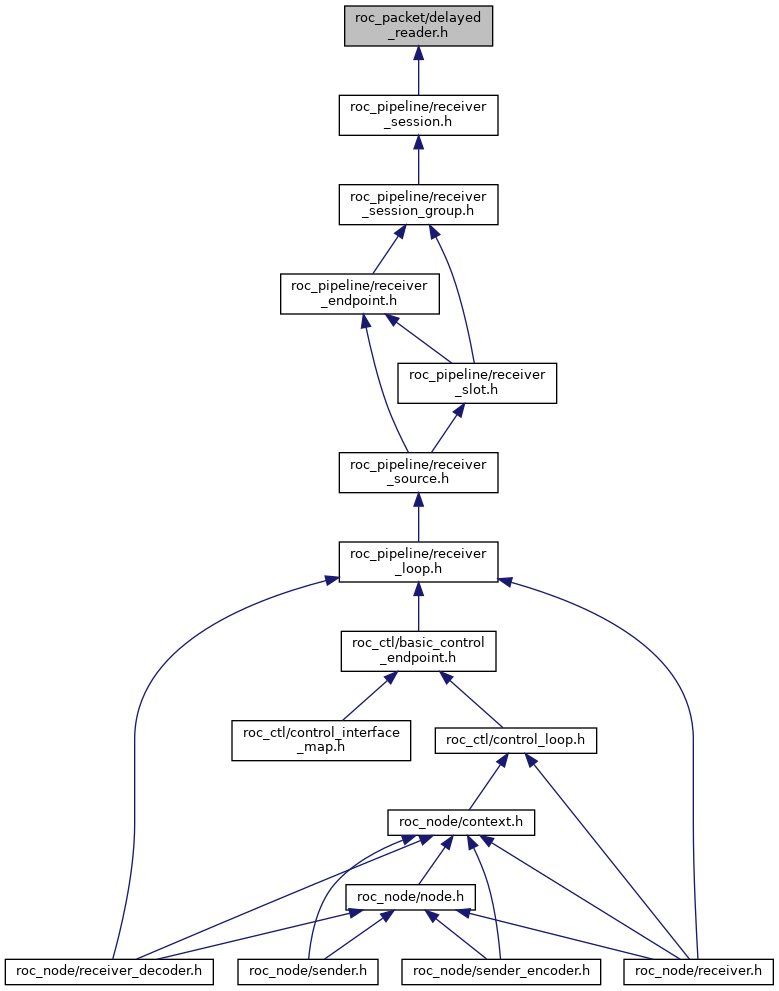 roc_packet/delayed
_reader.h
roc_pipeline/receiver
_session.h
roc_pipeline/receiver
_session_group.h
roc_pipeline/receiver
_endpoint.h
roc_pipeline/receiver
_slot.h
roc_pipeline/receiver
_source.h
roc_pipeline/receiver
_loop.h
roc_ctl/basic_control
_endpoint.h
roc_ctl/control_interface
_map.h
roc_ctl/control_loop.h
roc_node/context.h
roc_node/node.h
roc_node/receiver_decoder.h
roc_node/sender.h
roc_node/sender_encoder.h
roc_node/receiver.h